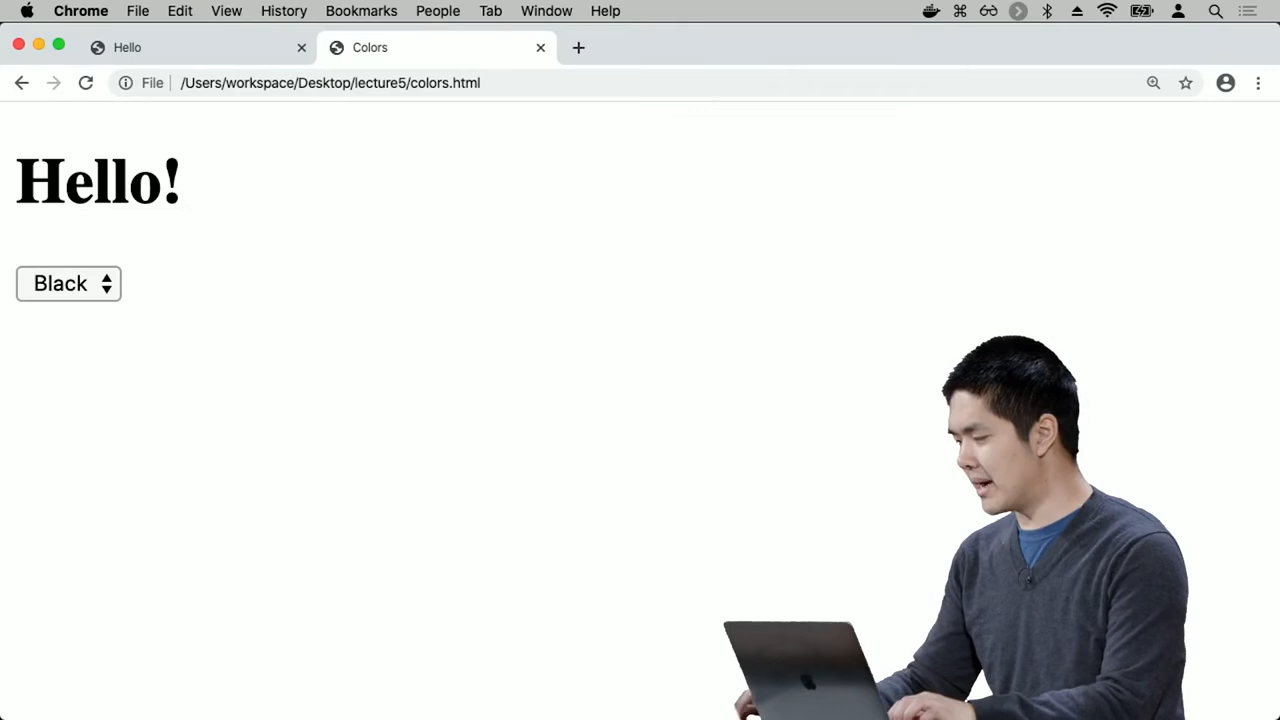 Chrome File Edit View History Bookmarks People Tab Window Help
Hello Colors
File /Users/workspace/Desktop/lecture5/colors.html
Hello!
Black